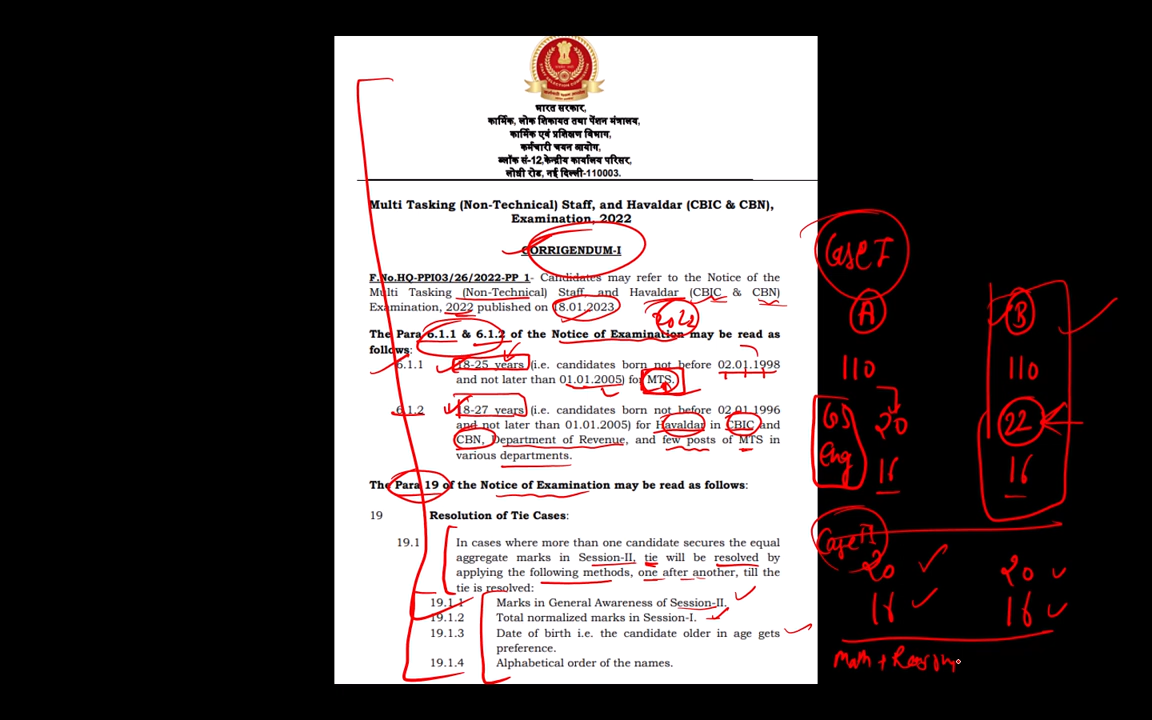 भारत सरकार,
कार्मिक, लोक शिकायत तथा पेंशन मंत्रालय,
कार्मिक एवं प्रशिक्षण विभाग,
कर्मचारी चयन आयोग,
ब्लॉक सं-12,केन्द्रीय कार्यालय परिसर,
लोधी रोड, नई दिल्ली-110003.
Multi Tasking (Non-Technical) Staff, and Havaldar (CBIC & CBN),
Examination, 2022
CORRIGENDUM-I
F.No.HQ-PPI03/26/2022-PP_1- Candidates may refer to the Notice of
Multi Tasking (Non-Technical) Staff, and Havaldar (CBIC & CBN)
Examination, 2022 published on 18.01.2023.
2022
The Para 6.1.1 & 6.1.2 of the Notice of Examination may be read as
follows:
6.1.1 18-25 years (i.e. candidates born not before 02.01.1998
and not later than 01.01.2005) for MTS.
6.1.2 18-27 years (i.e. candidates born not before 02.01.1996
and not later than 01.01.2005) for Havaldar in CBIC and
CBN, Department of Revenue, and few posts of MTS in
various departments.
The Para 19 of the Notice of Examination may be read as follows:
19 Resolution of Tie Cases:
19.1 In cases where more than one candidate secures the equal
aggregate marks in Session-II, tie will be resolved by
applying the following methods, one after another, till the
tie is resolved:
19.1.1 Marks in General Awareness of Session-II.
19.1.2 Total normalized marks in Session-I.
19.1.3 Date of birth i.e. the candidate older in age gets
preference.
19.1.4 Alphabetical order of the names.
Case I
A B
110 110
GS 20 22
Eng 16 16
Case II
20 20
16 16
Math + Reason